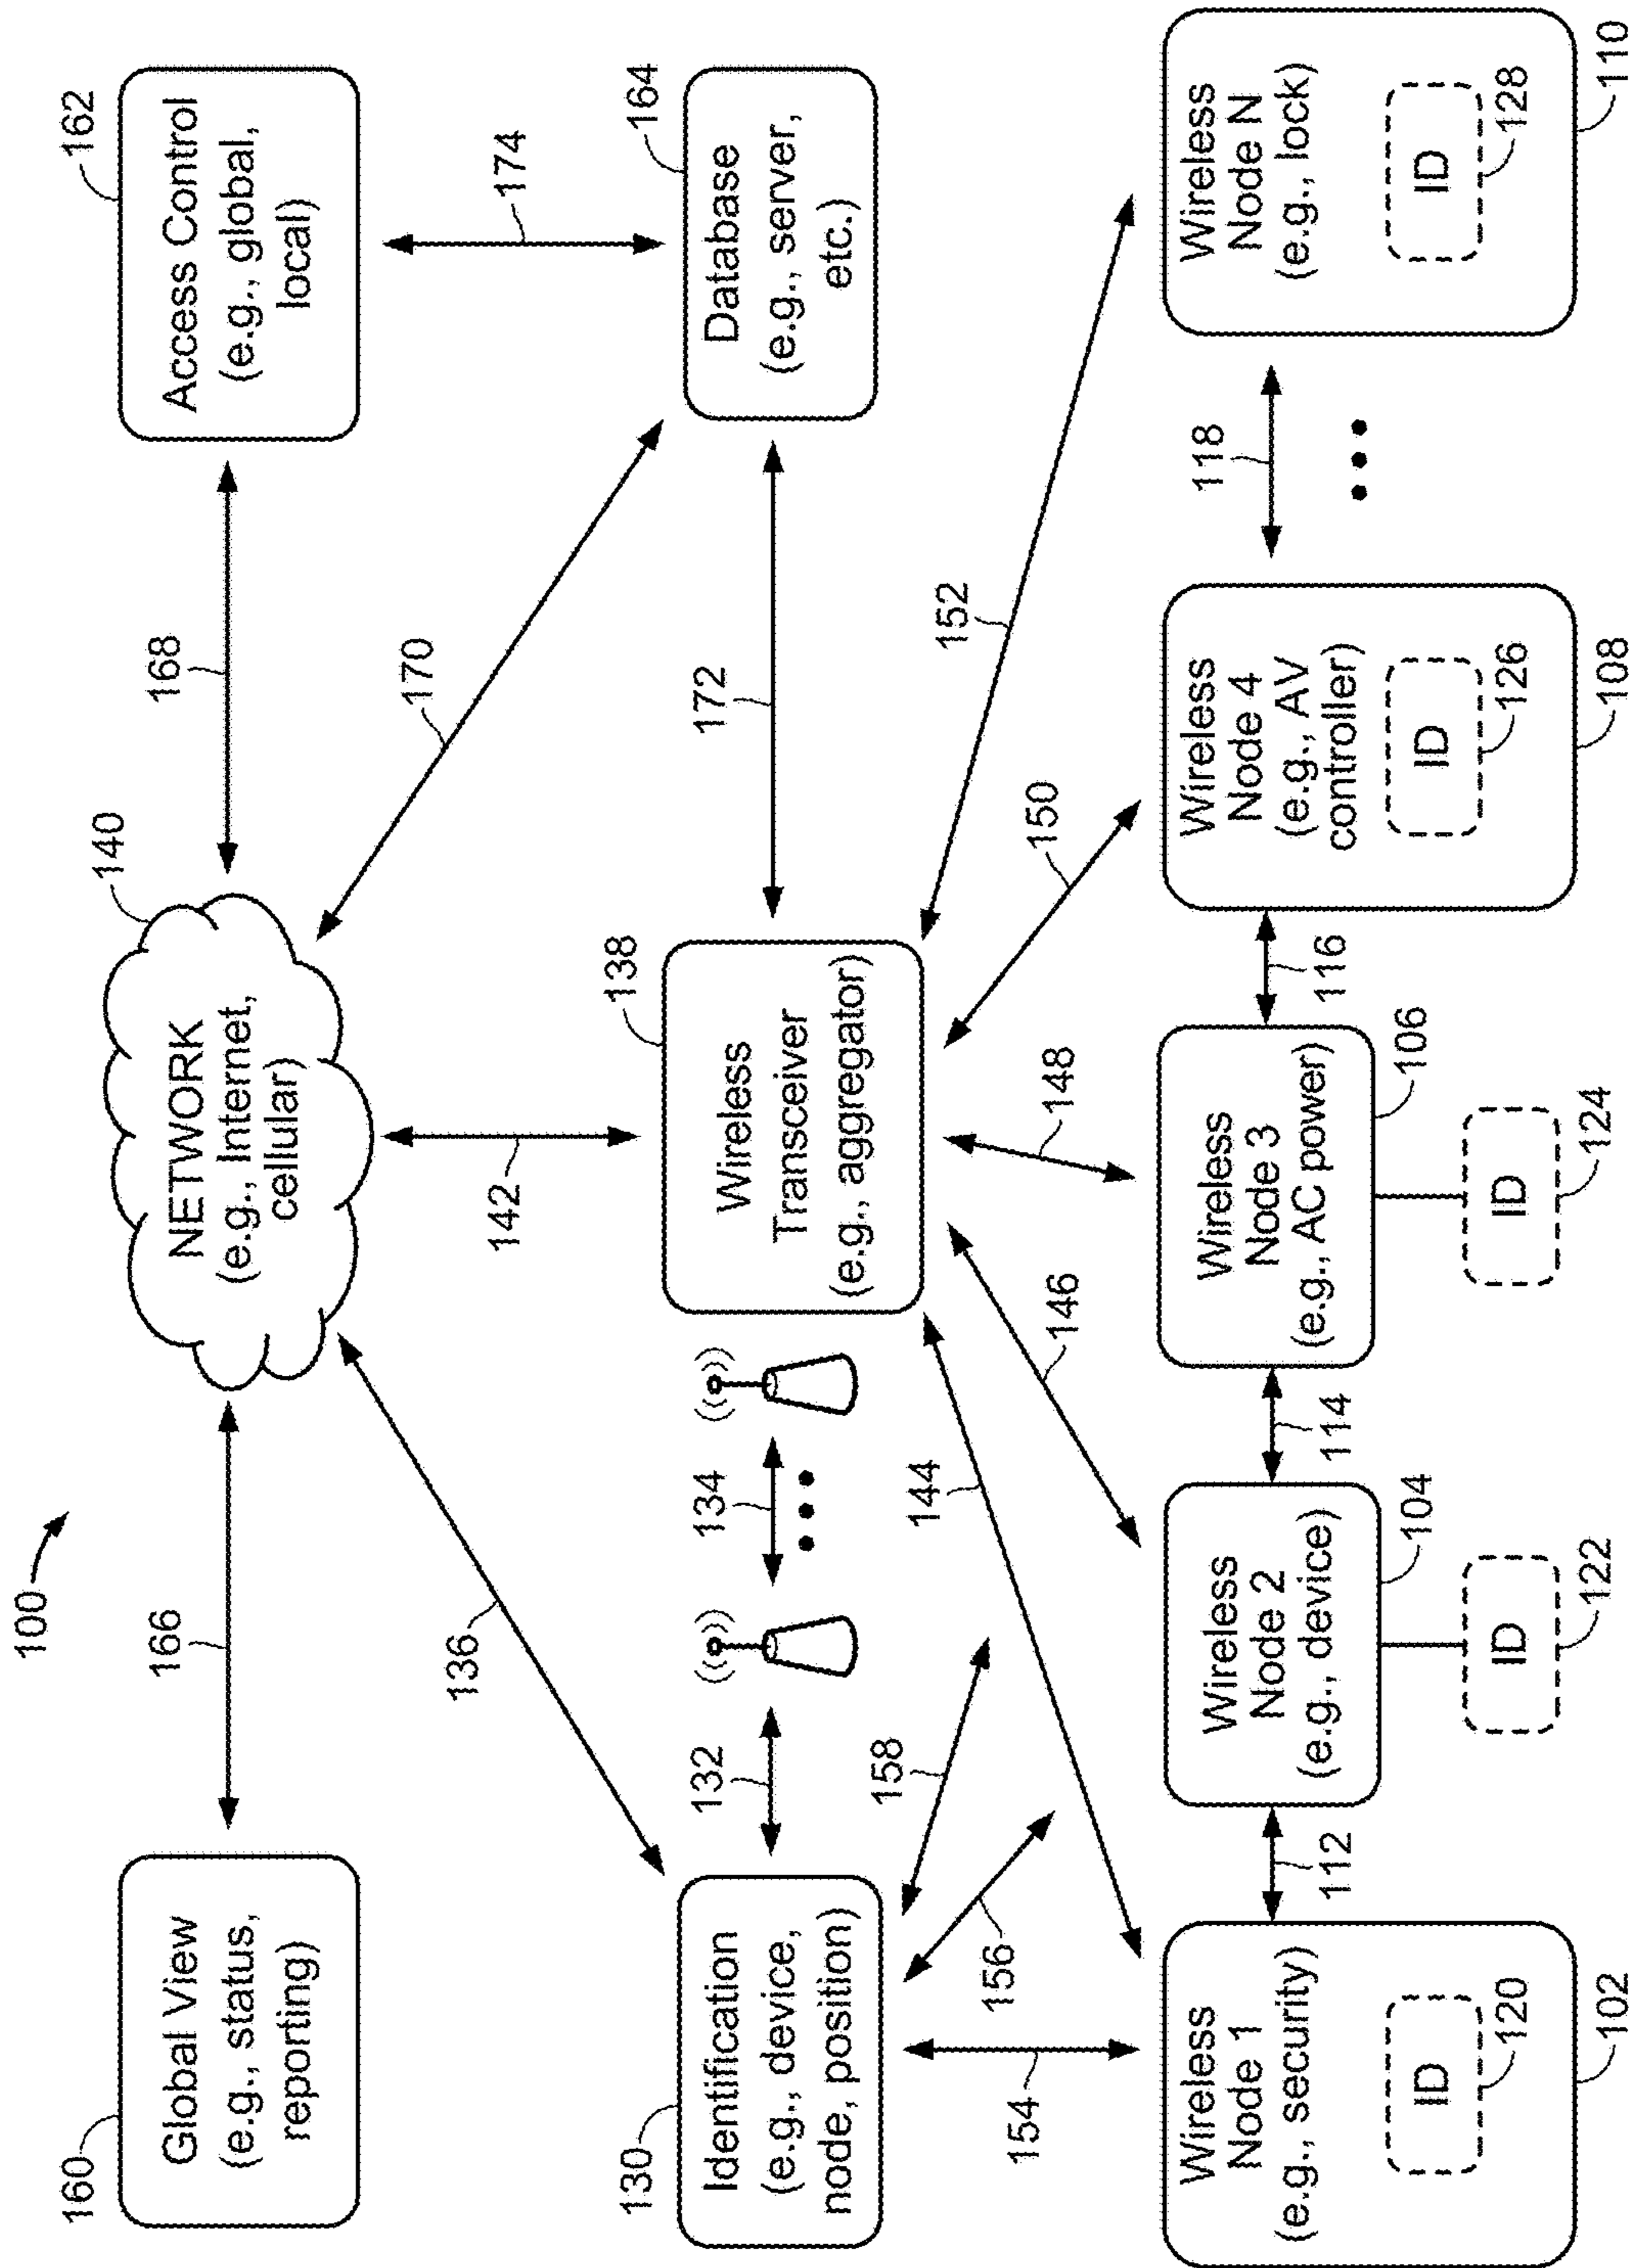 100
160
Global View
(e.g., status,
reporting)
166
140
NETWORK
(e.g., Internet,
cellular)
168
162
Access Control
(e.g., global,
local)
136
142
170
174
130
Identification
(e.g., device,
node, position)
132
134
138
Wireless
Transceiver
(e.g., aggregator)
172
164
Database
(e.g., server,
etc.)
154
156
158
144
146
148
150
152
Wireless
Node 1
(e.g., security)
ID
120
102
112
Wireless
Node 2
(e.g., device)
104
ID
122
114
Wireless
Node 3
(e.g., AC power)
106
ID
124
116
Wireless
Node 4
(e.g., AV
controller)
ID
126
108
118
Wireless
Node N
(e.g., lock)
ID
128
110